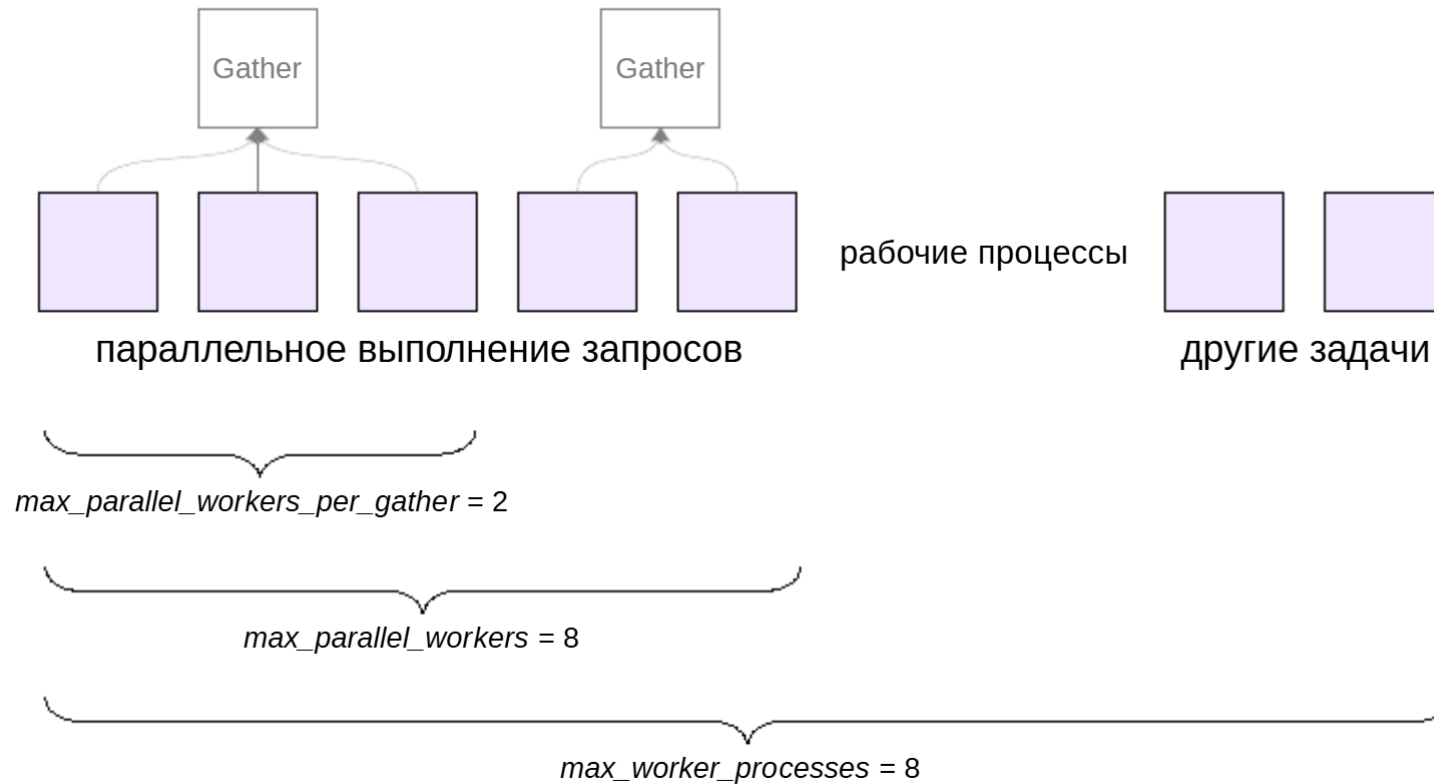 Gather
Gather
рабочие процессы
параллельное выполнение запросов
другие задачи
max_parallel_workers_per_gather = 2
max_parallel_workers = 8
max_worker_processes = 8